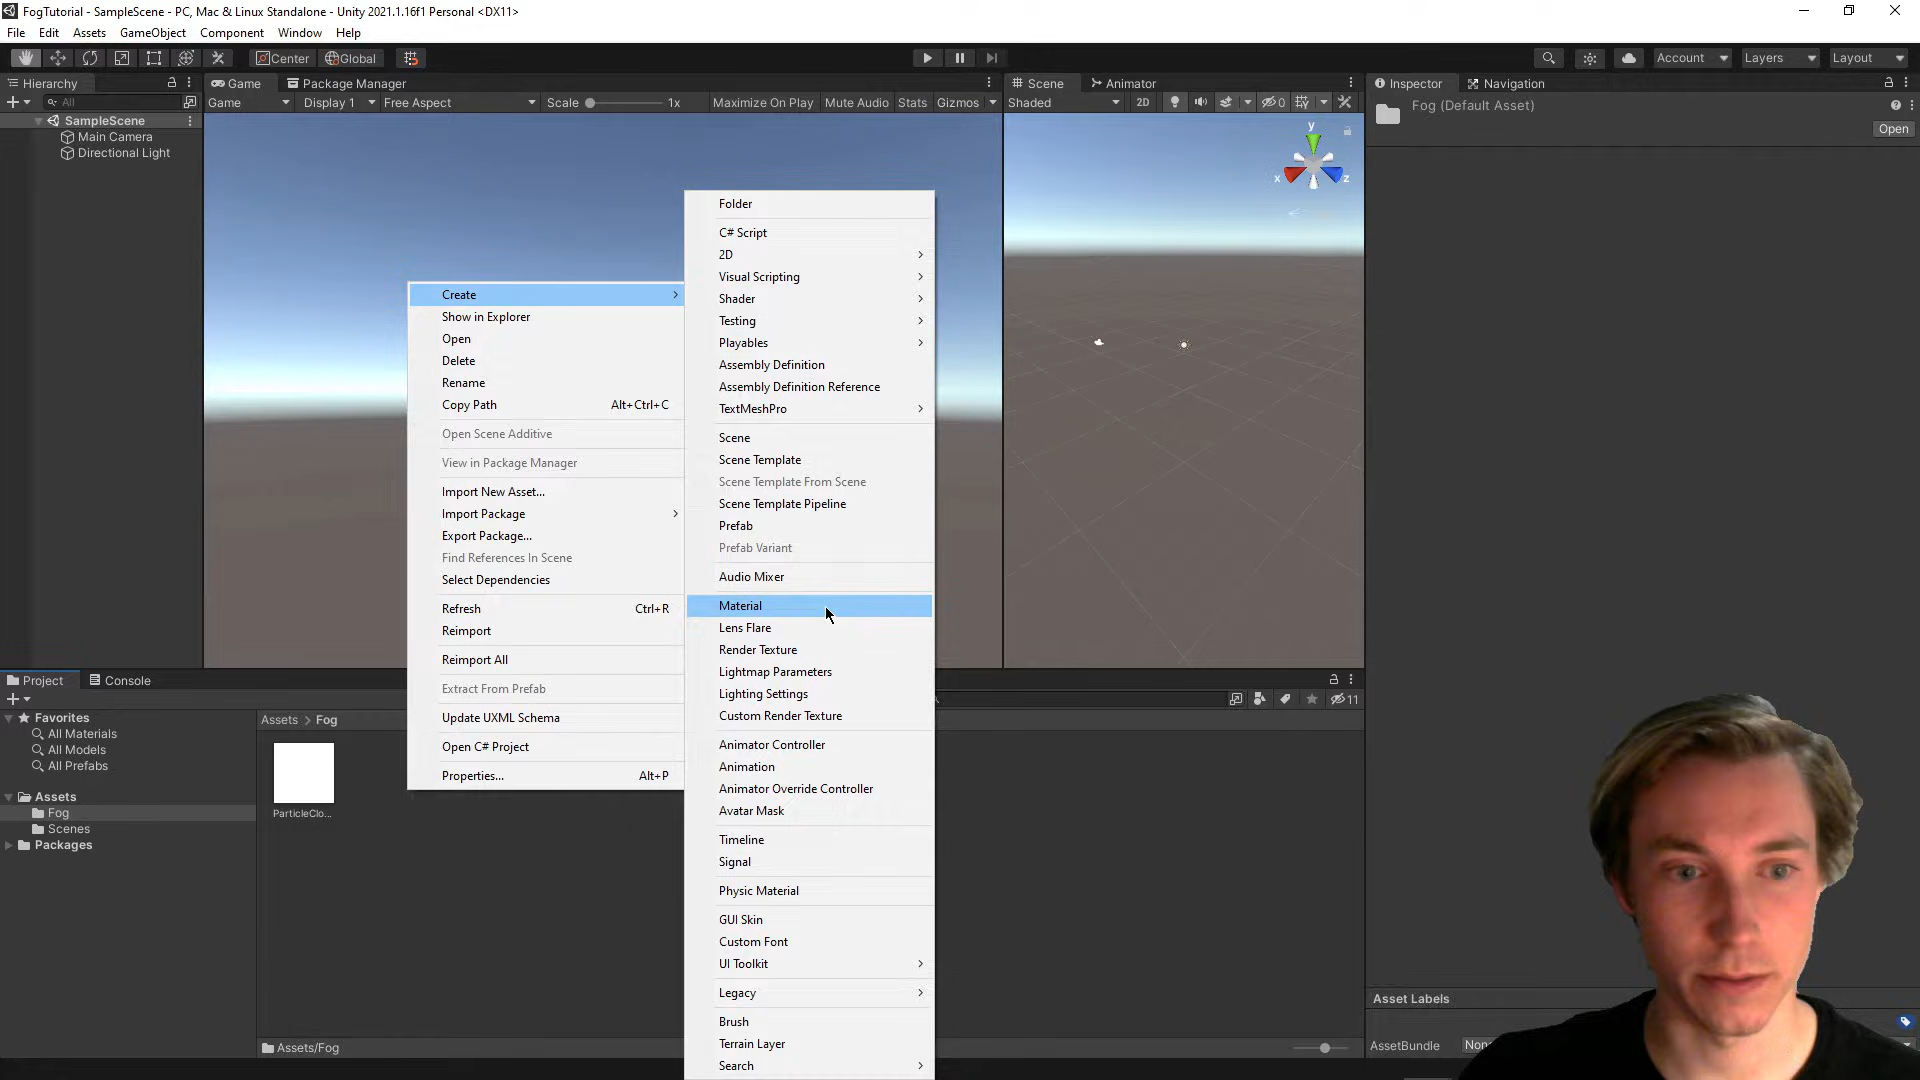 FogTutorial - SampleScene - PC, Mac & Linux Standalone - Unity 2021.1.16f1 Personal <DX11>
File Edit Assets GameObject Component Window Help
Center Global Account Layers Layout
Hierarchy
All
SampleScene
Main Camera
Directional Light
Game Package Manager
Game Display 1 Free Aspect Scale 1x Maximize On Play Mute Audio Stats Gizmos
Scene Animator
Shaded 2D 0
y
x z
Inspector Navigation
Fog (Default Asset)
Open
Create
Show in Explorer
Open
Delete
Rename
Copy Path Alt+Ctrl+C
Open Scene Additive
View in Package Manager
Import New Asset...
Import Package
Export Package...
Find References In Scene
Select Dependencies
Refresh Ctrl+R
Reimport
Reimport All
Extract From Prefab
Update UXML Schema
Open C# Project
Properties... Alt+P
Folder
C# Script
2D
Visual Scripting
Shader
Testing
Playables
Assembly Definition
Assembly Definition Reference
TextMeshPro
Scene
Scene Template
Scene Template From Scene
Scene Template Pipeline
Prefab
Prefab Variant
Audio Mixer
Material
Lens Flare
Render Texture
Lightmap Parameters
Lighting Settings
Custom Render Texture
Animator Controller
Animation
Animator Override Controller
Avatar Mask
Timeline
Signal
Physic Material
GUI Skin
Custom Font
UI Toolkit
Legacy
Brush
Terrain Layer
Search
Project Console
11
Favorites
All Materials
All Models
All Prefabs
Assets
Fog
Scenes
Packages
Assets > Fog
ParticleClo...
Assets/Fog
Asset Labels
AssetBundle